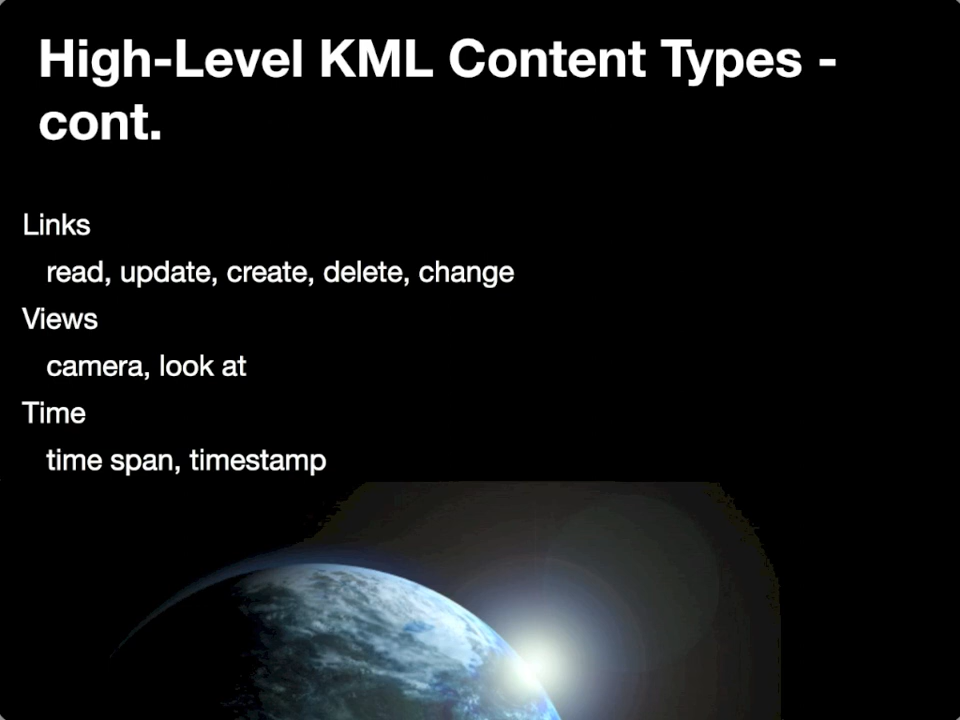 High-Level KML Content Types -
cont.
Links
read, update, create, delete, change
Views
camera, look at
Time
time span, timestamp